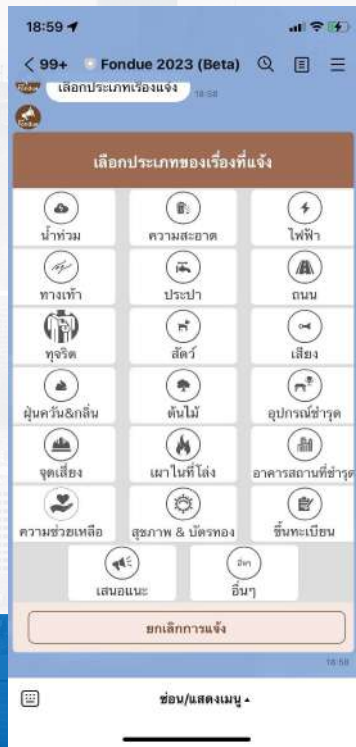 18:59
99+ Fondue 2023 (Beta)
เลือกประเภทเรื่องแจ้ง
18:58
เลือกประเภทของเรื่องที่แจ้ง
น้ำท่วม ความสะอาด ไฟฟ้า
ทางเท้า ประปา ถนน
ทุจริต สัตว์ เสียง
ฝุ่นควัน&กลิ่น ต้นไม้ อุปกรณ์ชำรุด
จุดเสี่ยง เผาในที่โล่ง อาคารสถานที่ชำรุด
ความช่วยเหลือ สุขภาพ & บัตรทอง ขึ้นทะเบียน
อื่นๆ
เสนอแนะ อื่นๆ
ยกเลิกการแจ้ง
18:58
ซ่อน/แสดงเมนู